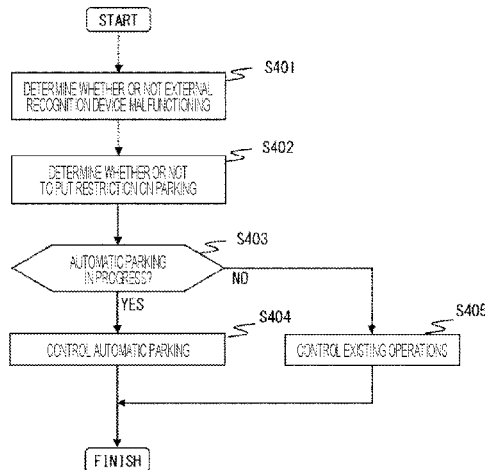 START
S401
DETERMINE WHETHER OR NOT EXTERNAL
RECOGNITION DEVICE MALFUNCTIONING
S402
DETERMINE WHETHER OR NOT
TO PUT RESTRICTION ON PARKING
S403
AUTOMATIC PARKING
IN PROGRESS?
NO
YES
S404
CONTROL AUTOMATIC PARKING
S405
CONTROL EXISTING OPERATIONS
FINISH